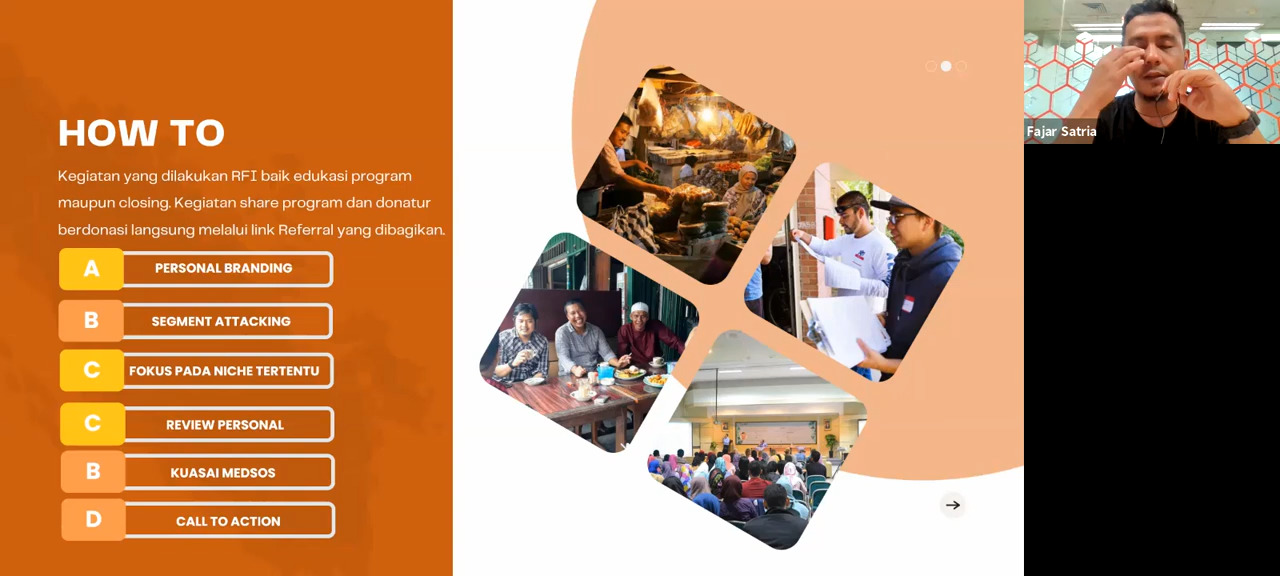 HOW TO
Kegiatan yang dilakukan RFI baik edukasi program
maupun closing. Kegiatan share program dan donatur
berdonasi langsung melalui link Referral yang dibagikan.
A PERSONAL BRANDING
B SEGMENT ATTACKING
C FOKUS PADA NICHE TERTENTU
C REVIEW PERSONAL
B KUASAI MEDSOS
D CALL TO ACTION
Fajar Satria